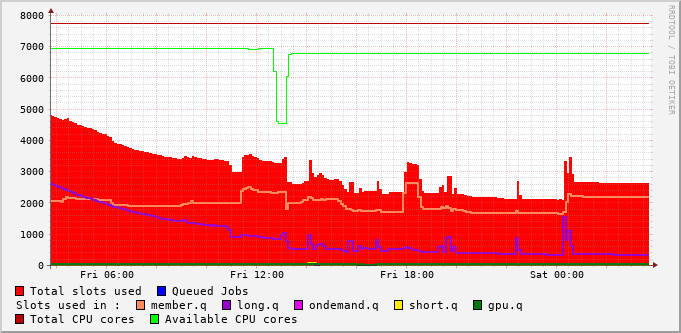 RRDTOOL / TOBI OETIKER
8000
7000
6000
5000
4000
3000
2000
1000
0
Fri 06:00 Fri 12:00 Fri 18:00 Sat 00:00
Total slots used Queued Jobs
Slots used in : member.q long.q ondemand.q short.q gpu.q
Total CPU cores Available CPU cores